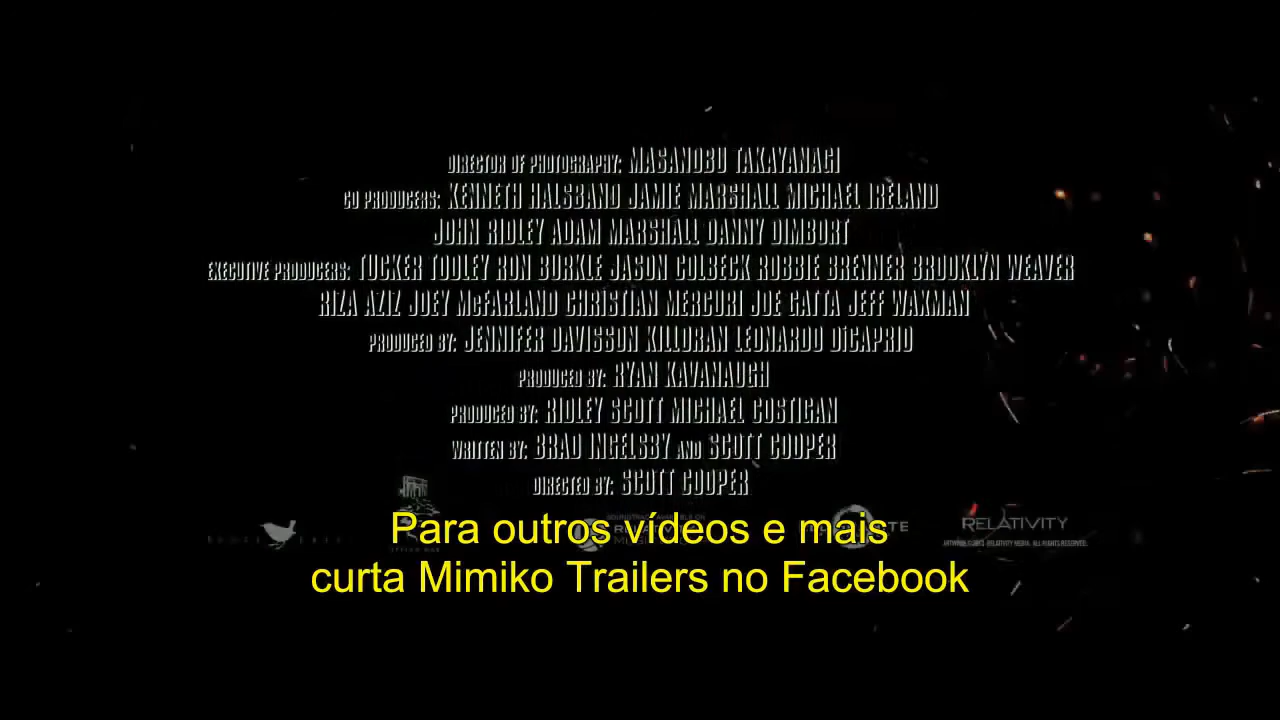 DIRECTOR OF PHOTOGRAPHY: MASANOBU TAKAYANAGI
CO PRODUCERS: KENNETH HALSBAND JAMIE MARSHALL MICHAEL IRELAND
JOHN RIDLEY ADAM MARSHALL DANNY DIMBORT
EXECUTIVE PRODUCERS: TUCKER TOOLEY RON BURKLE JASON COLBECK ROBBIE BRENNER BROOKLYN WEAVER
RIZA AZIZ JOEY McFARLAND CHRISTIAN MERCURI JOE GATTA JEFF WAXMAN
PRODUCED BY: JENNIFER DAVISSON KILLORAN LEONARDO DiCAPRIO
PRODUCED BY: RYAN KAVANAUGH
PRODUCED BY: RIDLEY SCOTT MICHAEL COSTIGAN
WRITTEN BY: BRAD INGELSBY AND SCOTT COOPER
DIRECTED BY: SCOTT COOPER
RELATIVITY
Para outros vídeos e mais
curta Mimiko Trailers no Facebook